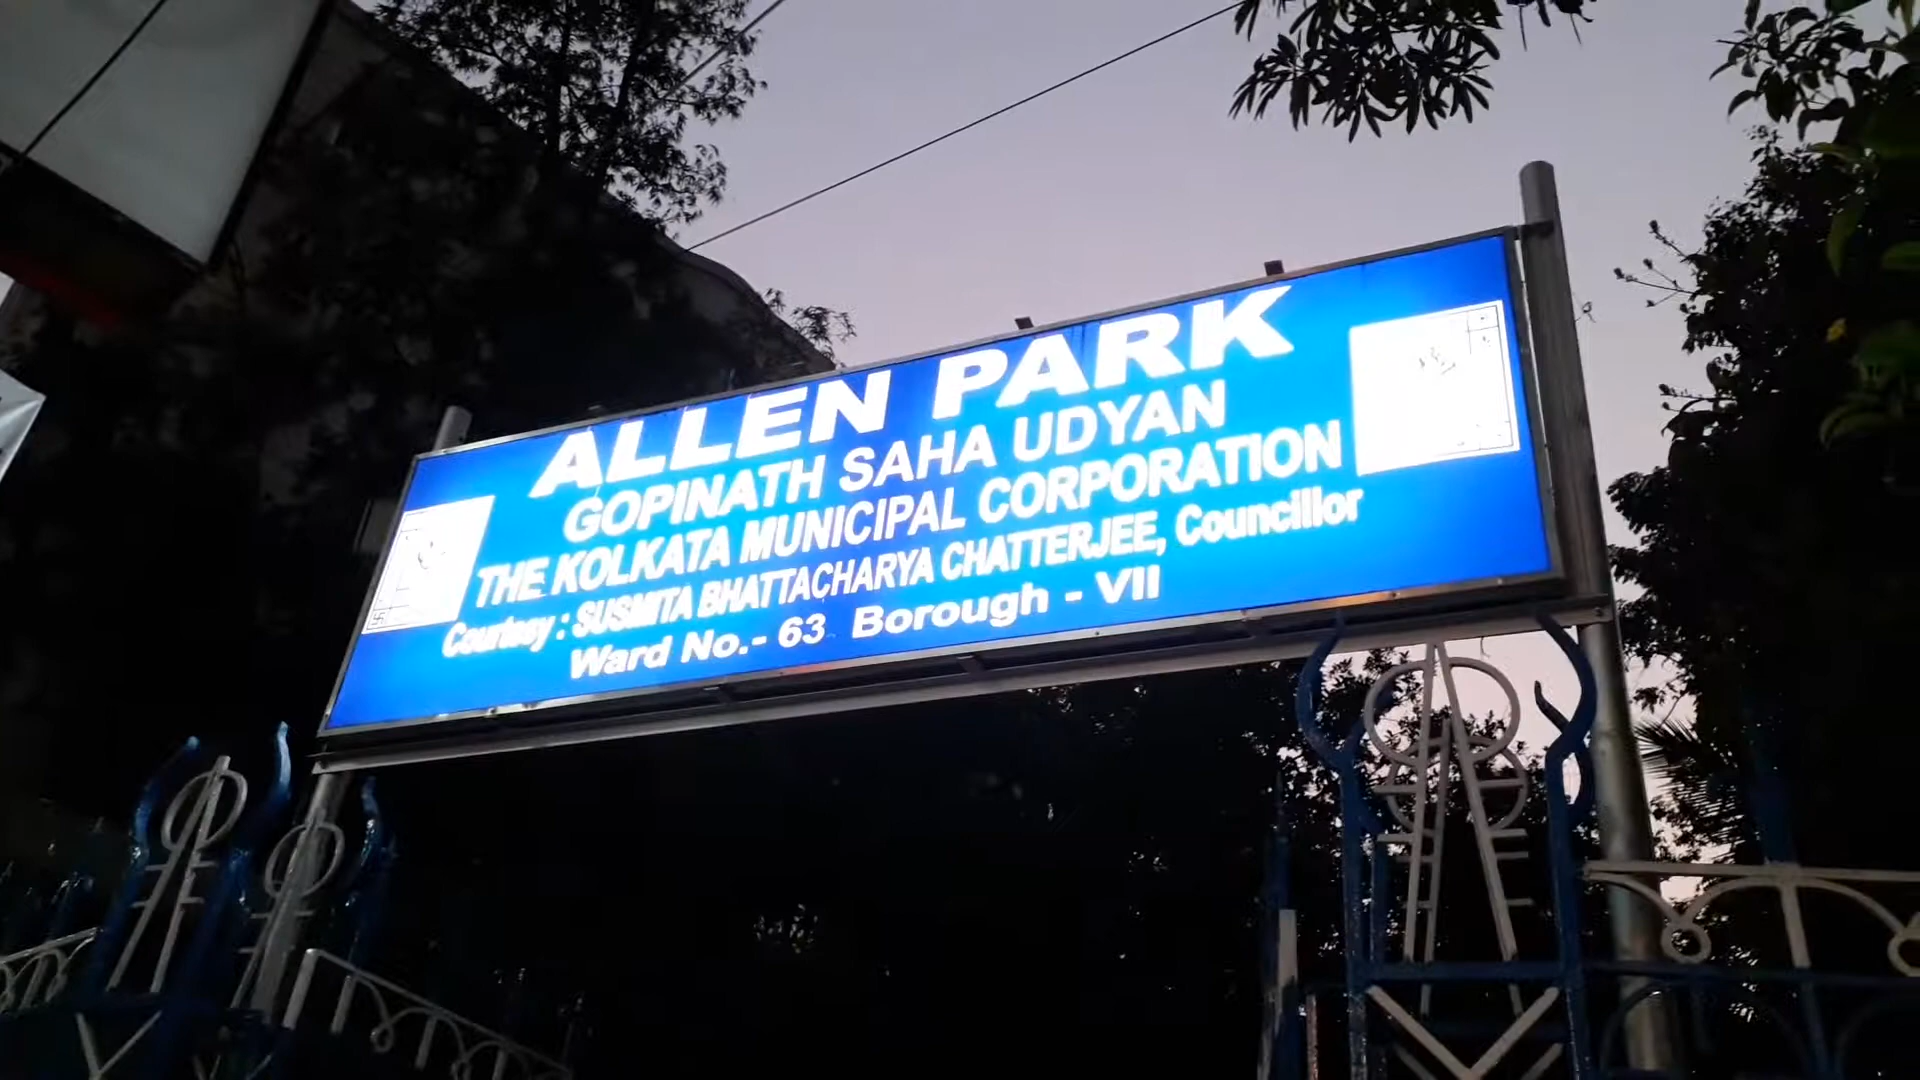 ALLEN PARK
GOPINATH SAHA UDYAN
THE KOLKATA MUNICIPAL CORPORATION
Courtesy : SUSMITA BHATTACHARYA CHATTERJEE, Councillor
Ward No.- 63 Borough - VII